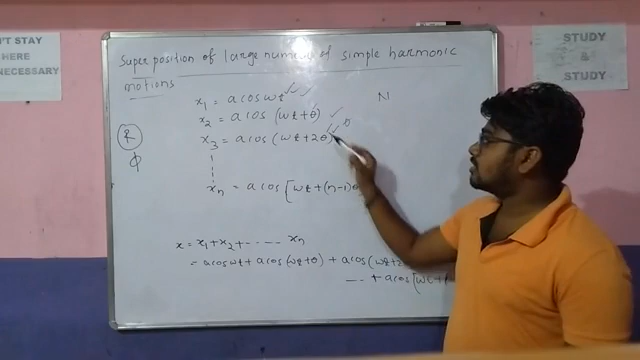 N'T STAY
HERE
NECESSARY
STUDY
&
STUDY
Super position of large number of simple harmonic
motions
x₁ = a cos ωt
N
x₂ = a cos (ωt + θ)
x₃ = a cos (ωt + 2θ)
R
φ
xₙ = a cos [ωt + (n-1)θ
x = x₁ + x₂ + ----- xₙ
= a cos ωt + a cos (ωt + θ) + a cos (ωt + 2
--- + a cos [ωt +